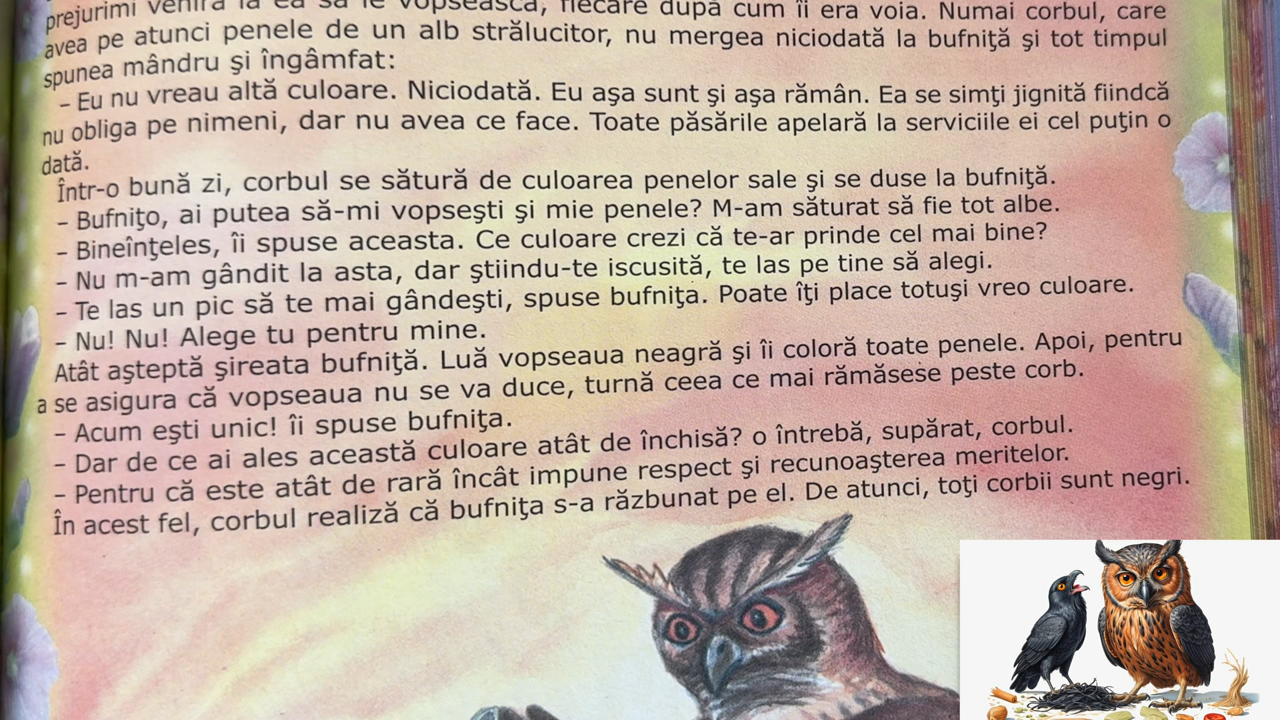 prejurimi veniră la ea să le vopsească, fiecare după cum îi era voia. Numai corbul, care
avea pe atunci penele de un alb strălucitor, nu mergea niciodată la bufniţă şi tot timpul
spunea mândru şi îngâmfat:
– Eu nu vreau altă culoare. Niciodată. Eu aşa sunt şi aşa rămân. Ea se simţi jignită fiindcă
nu obliga pe nimeni, dar nu avea ce face. Toate păsările apelară la serviciile ei cel puţin o
dată.
Într-o bună zi, corbul se sătură de culoarea penelor sale şi se duse la bufniţă.
– Bufniţo, ai putea să-mi vopseşti şi mie penele? M-am săturat să fie tot albe.
– Bineînţeles, îi spuse aceasta. Ce culoare crezi că te-ar prinde cel mai bine?
– Nu m-am gândit la asta, dar ştiindu-te iscusită, te las pe tine să alegi.
– Te las un pic să te mai gândeşti, spuse bufniţa. Poate îţi place totuşi vreo culoare.
– Nu! Nu! Alege tu pentru mine.
Atât aşteptă şireata bufniţă. Luă vopseaua neagră şi îi coloră toate penele. Apoi, pentru
a se asigura că vopseaua nu se va duce, turnă ceea ce mai rămăsese peste corb.
– Acum eşti unic! îi spuse bufniţa.
– Dar de ce ai ales această culoare atât de închisă? o întrebă, supărat, corbul.
– Pentru că este atât de rară încât impune respect şi recunoaşterea meritelor.
În acest fel, corbul realiză că bufniţa s-a răzbunat pe el. De atunci, toţi corbii sunt negri.